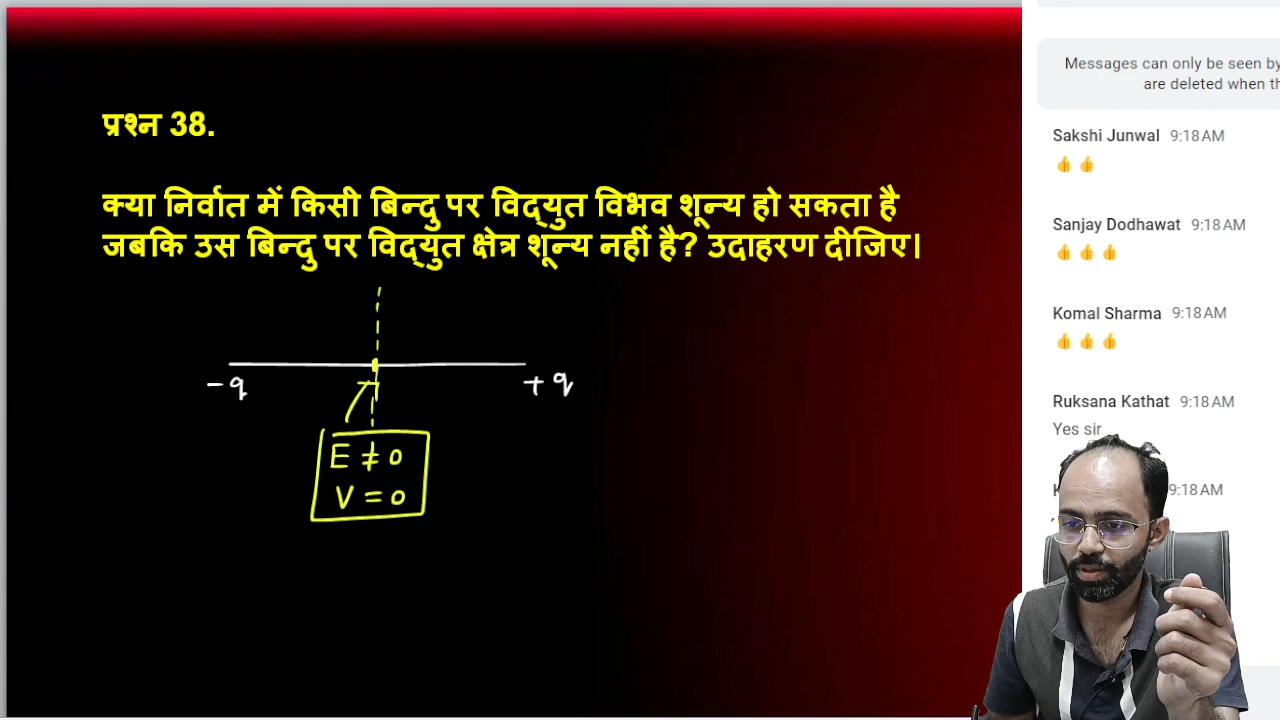 प्रश्न 38.
क्या निर्वात में किसी बिन्दु पर विद्युत विभव शून्य हो सकता है
जबकि उस बिन्दु पर विद्युत क्षेत्र शून्य नहीं है? उदाहरण दीजिए।
-q +q
E ≠ 0
V = 0
Messages can only be seen by
are deleted when th
Sakshi Junwal 9:18 AM
👍👍
Sanjay Dodhawat 9:18 AM
👍👍👍
Komal Sharma 9:18 AM
👍👍👍
Ruksana Kathat 9:18 AM
Yes sir
9:18 AM